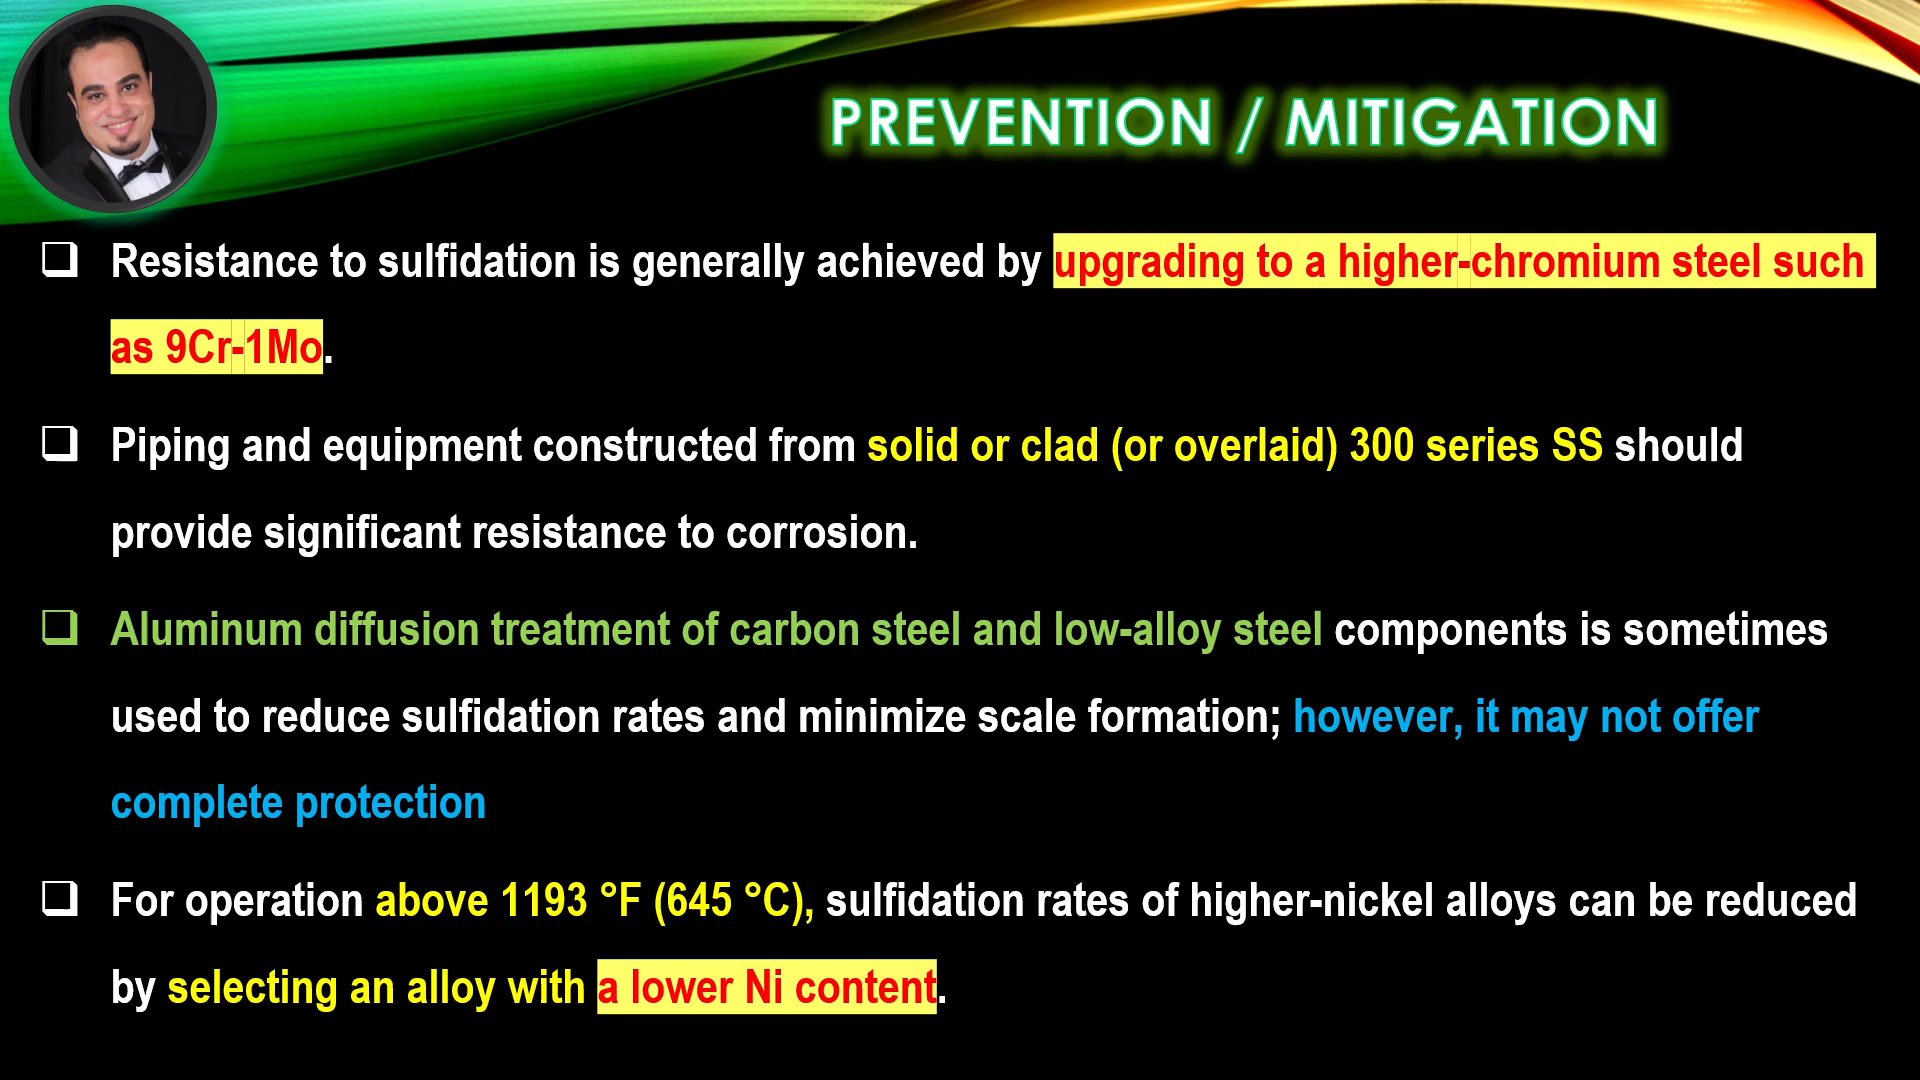 PREVENTION / MITIGATION
Resistance to sulfidation is generally achieved by upgrading to a higher-chromium steel such
as 9Cr-1Mo.
Piping and equipment constructed from solid or clad (or overlaid) 300 series SS should
provide significant resistance to corrosion.
Aluminum diffusion treatment of carbon steel and low-alloy steel components is sometimes
used to reduce sulfidation rates and minimize scale formation; however, it may not offer
complete protection
For operation above 1193 °F (645 °C), sulfidation rates of higher-nickel alloys can be reduced
by selecting an alloy with a lower Ni content.